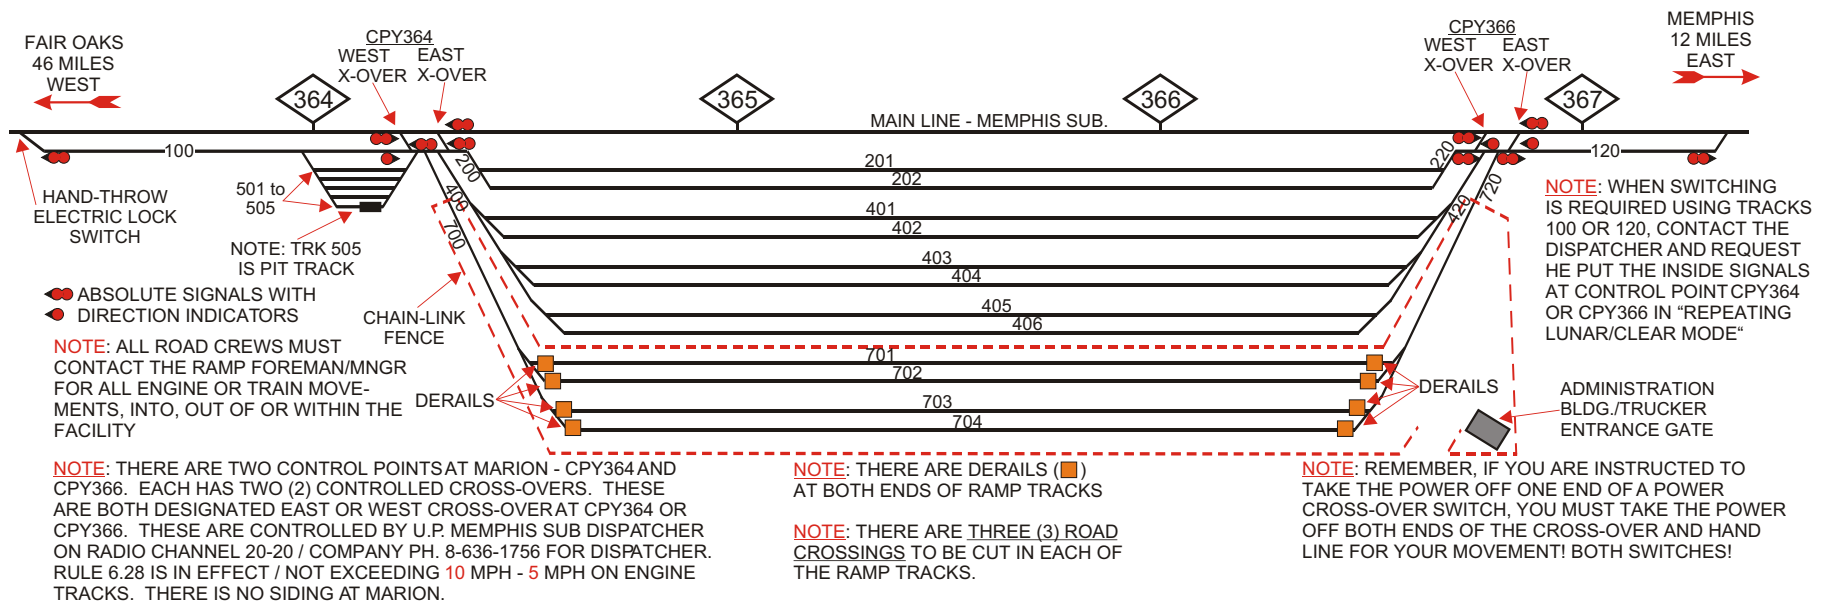 FAIR OAKS
46 MILES
WEST
CPY364
WEST
X-OVER
EAST
X-OVER
CPY366
WEST
X-OVER
EAST
X-OVER
MEMPHIS
12 MILES
EAST
364
365
366
367
MAIN LINE - MEMPHIS SUB.
100
200
220
120
201
202
400
700
420
720
401
402
403
404
405
406
701
702
703
704
HAND-THROW
ELECTRIC LOCK
SWITCH
501 to
505
NOTE: TRK 505
IS PIT TRACK
ABSOLUTE SIGNALS WITH
DIRECTION INDICATORS
CHAIN-LINK
FENCE
NOTE: ALL ROAD CREWS MUST
CONTACT THE RAMP FOREMAN/MNGR
FOR ALL ENGINE OR TRAIN MOVE-
MENTS, INTO, OUT OF OR WITHIN THE
FACILITY
DERAILS
DERAILS
NOTE: WHEN SWITCHING
IS REQUIRED USING TRACKS
100 OR 120, CONTACT THE
DISPATCHER AND REQUEST
HE PUT THE INSIDE SIGNALS
AT CONTROL POINT CPY364
OR CPY366 IN “REPEATING
LUNAR/CLEAR MODE“
ADMINISTRATION
BLDG./TRUCKER
ENTRANCE GATE
NOTE: THERE ARE TWO CONTROL POINTS AT MARION - CPY364 AND
CPY366. EACH HAS TWO (2) CONTROLLED CROSS-OVERS. THESE
ARE BOTH DESIGNATED EAST OR WEST CROSS-OVER AT CPY364 OR
CPY366. THESE ARE CONTROLLED BY U.P. MEMPHIS SUB DISPATCHER
ON RADIO CHANNEL 20-20 / COMPANY PH. 8-636-1756 FOR DISPATCHER.
RULE 6.28 IS IN EFFECT / NOT EXCEEDING 10 MPH - 5 MPH ON ENGINE
TRACKS. THERE IS NO SIDING AT MARION.
NOTE: THERE ARE DERAILS ( )
AT BOTH ENDS OF RAMP TRACKS
NOTE: THERE ARE THREE (3) ROAD
CROSSINGS TO BE CUT IN EACH OF
THE RAMP TRACKS.
NOTE: REMEMBER, IF YOU ARE INSTRUCTED TO
TAKE THE POWER OFF ONE END OF A POWER
CROSS-OVER SWITCH, YOU MUST TAKE THE POWER
OFF BOTH ENDS OF THE CROSS-OVER AND HAND
LINE FOR YOUR MOVEMENT! BOTH SWITCHES!